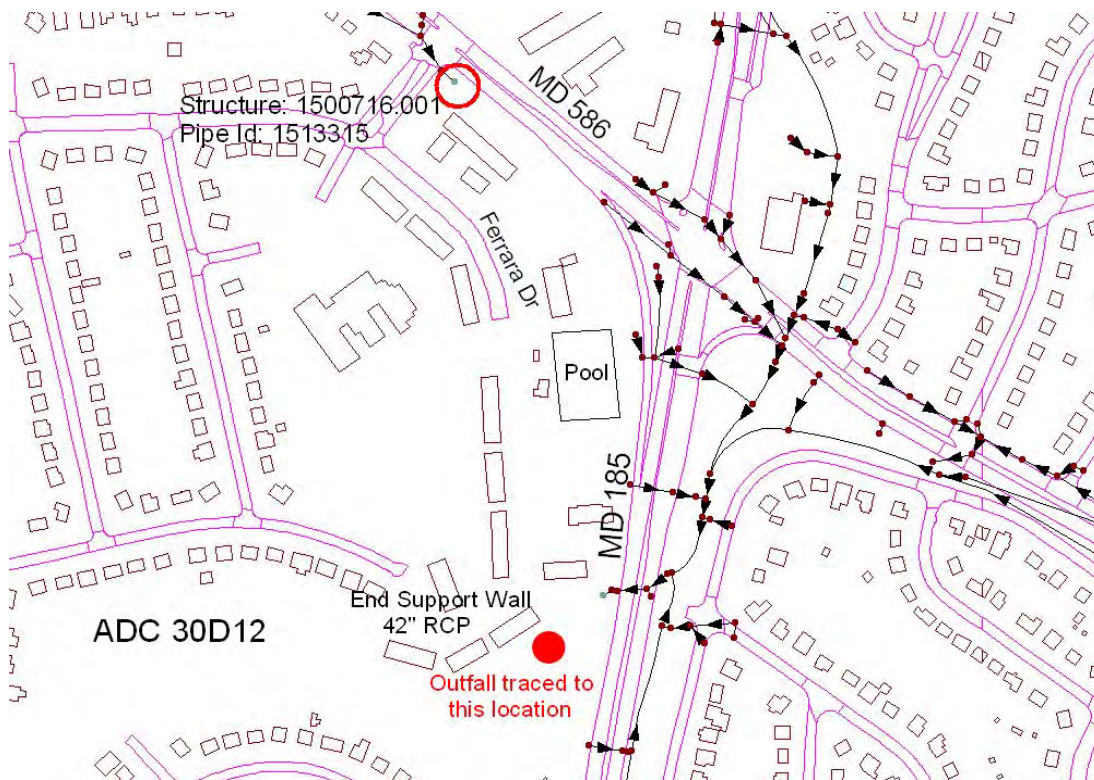 MD 586
Structure: 1500716.001
Pipe Id: 1513315
Ferrara Dr
Pool
MD 185
End Support Wall
42" RCP
ADC 30D12
Outfall traced to
this location